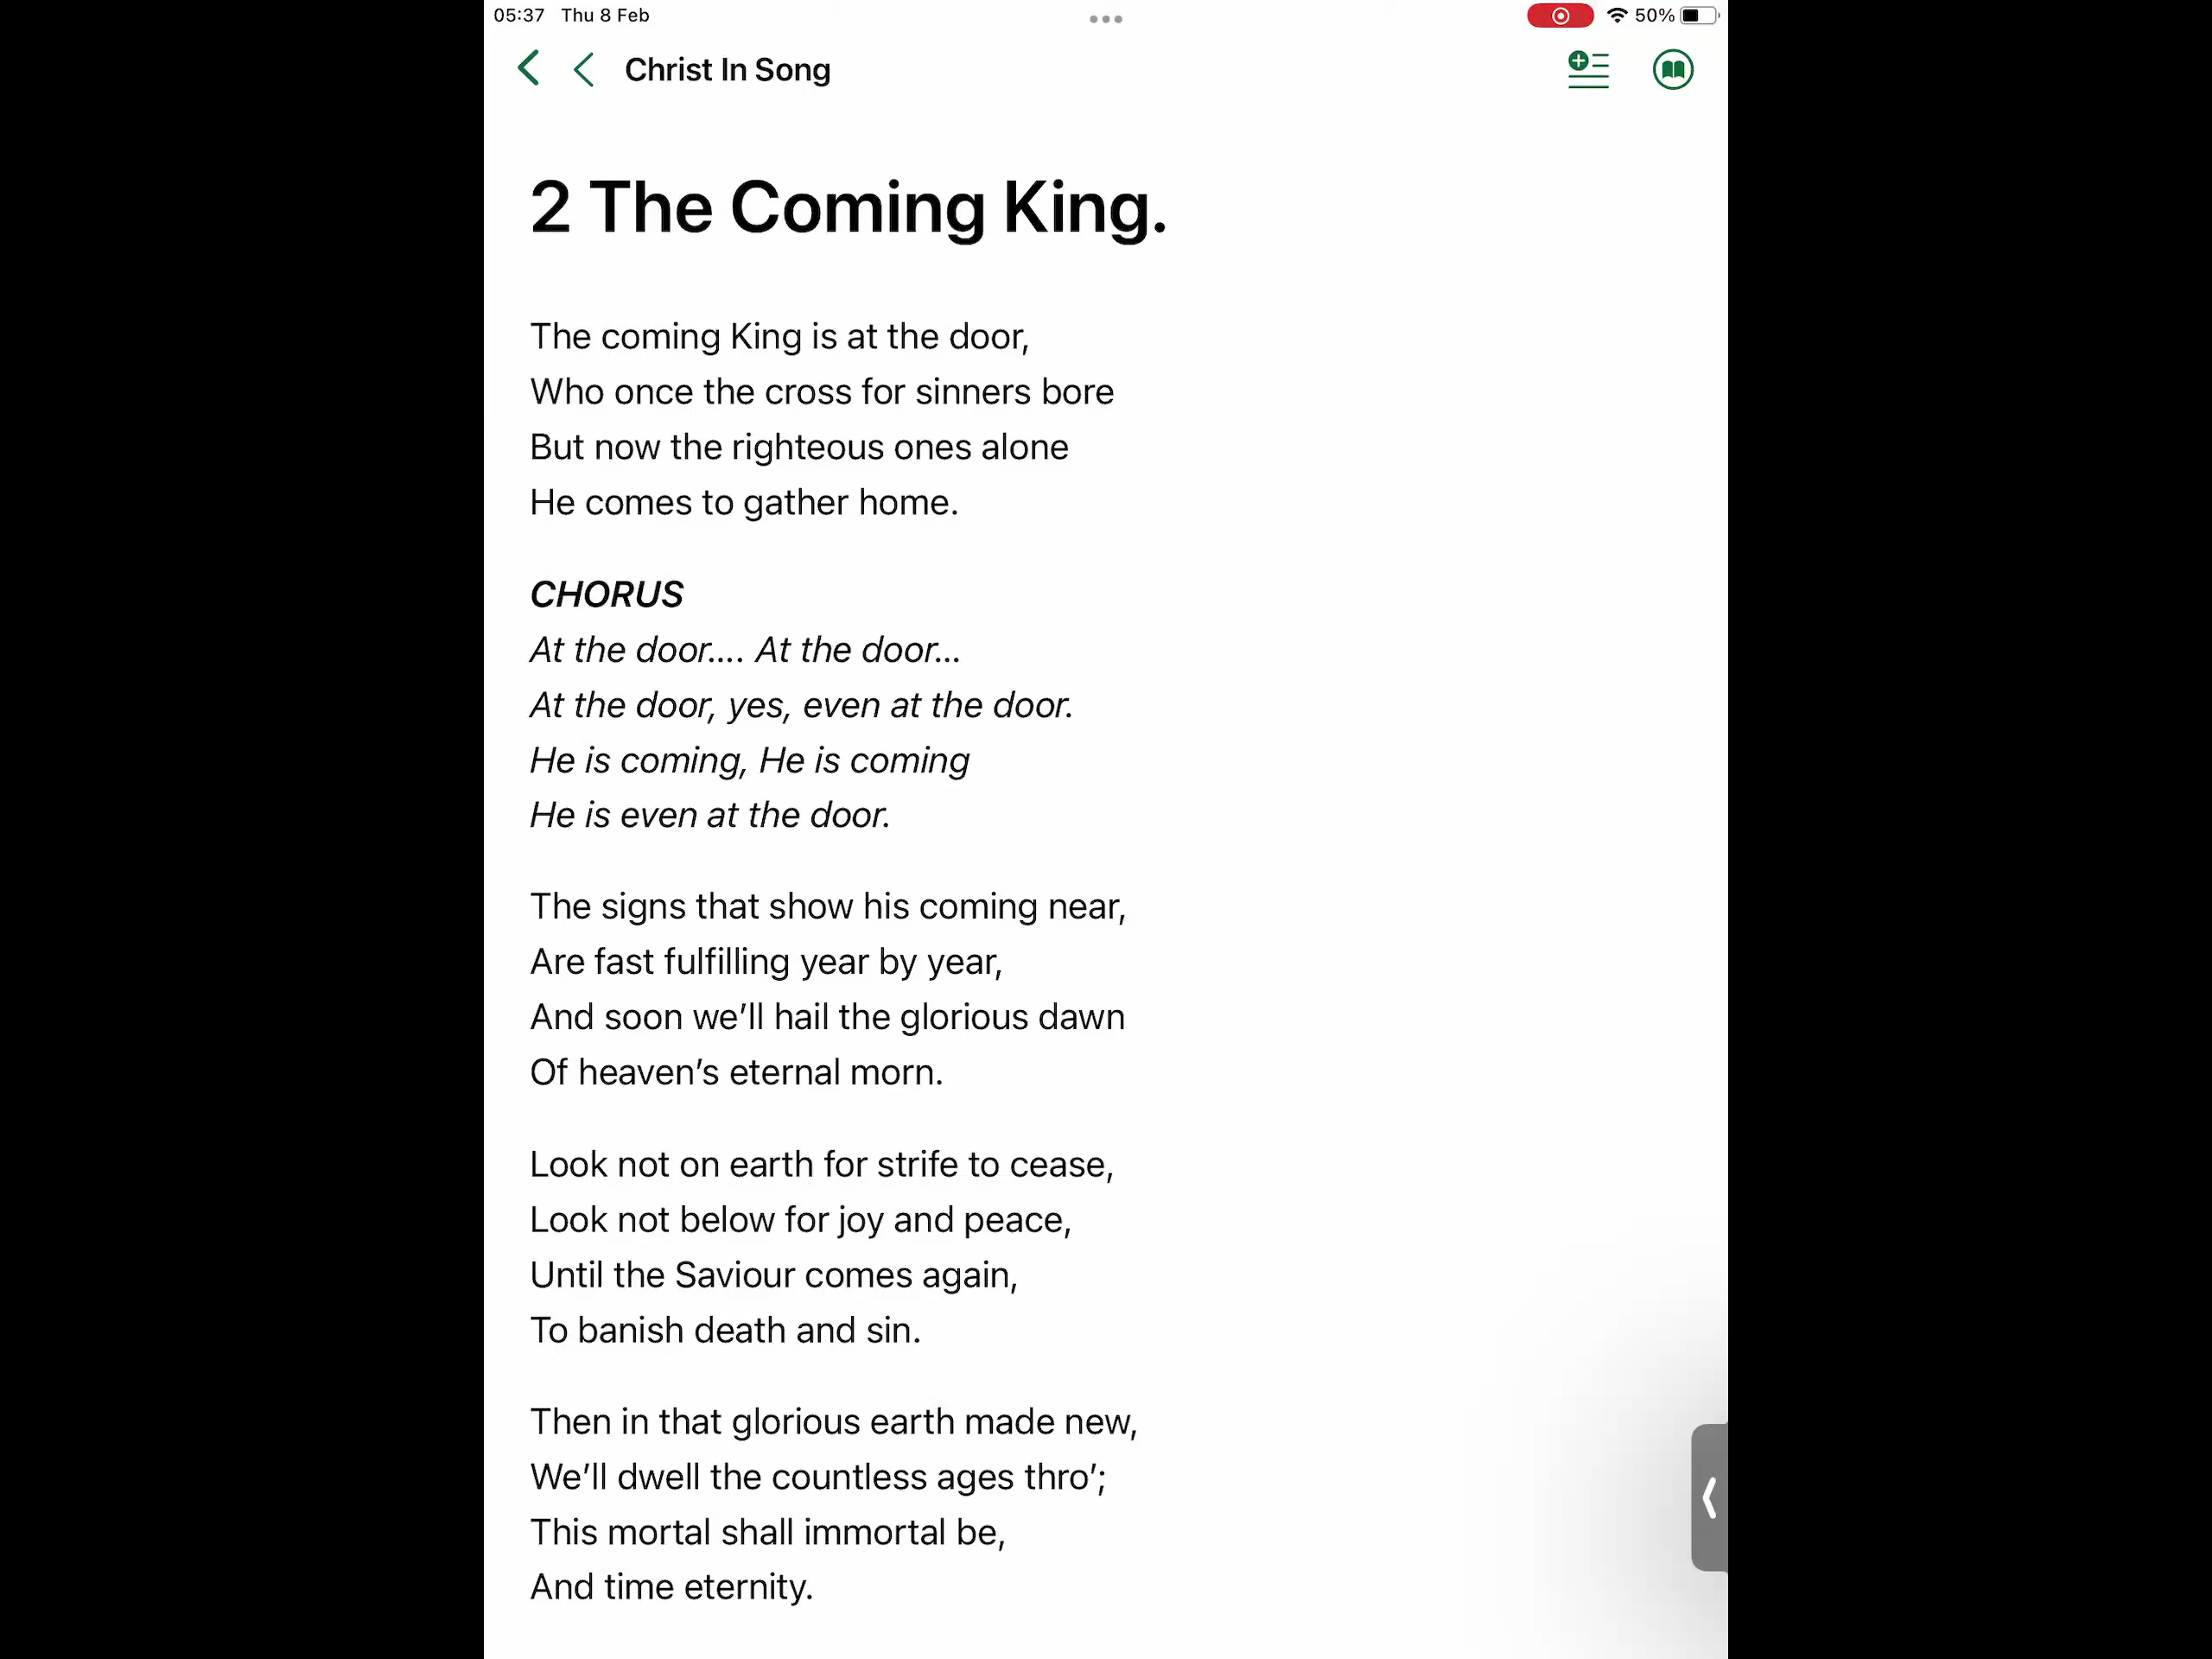 05:37 Thu 8 Feb
50%
Christ In Song
2 The Coming King.
The coming King is at the door,
Who once the cross for sinners bore
But now the righteous ones alone
He comes to gather home.
CHORUS
At the door.... At the door...
At the door, yes, even at the door.
He is coming, He is coming
He is even at the door.
The signs that show his coming near,
Are fast fulfilling year by year,
And soon we’ll hail the glorious dawn
Of heaven’s eternal morn.
Look not on earth for strife to cease,
Look not below for joy and peace,
Until the Saviour comes again,
To banish death and sin.
Then in that glorious earth made new,
We’ll dwell the countless ages thro’;
This mortal shall immortal be,
And time eternity.